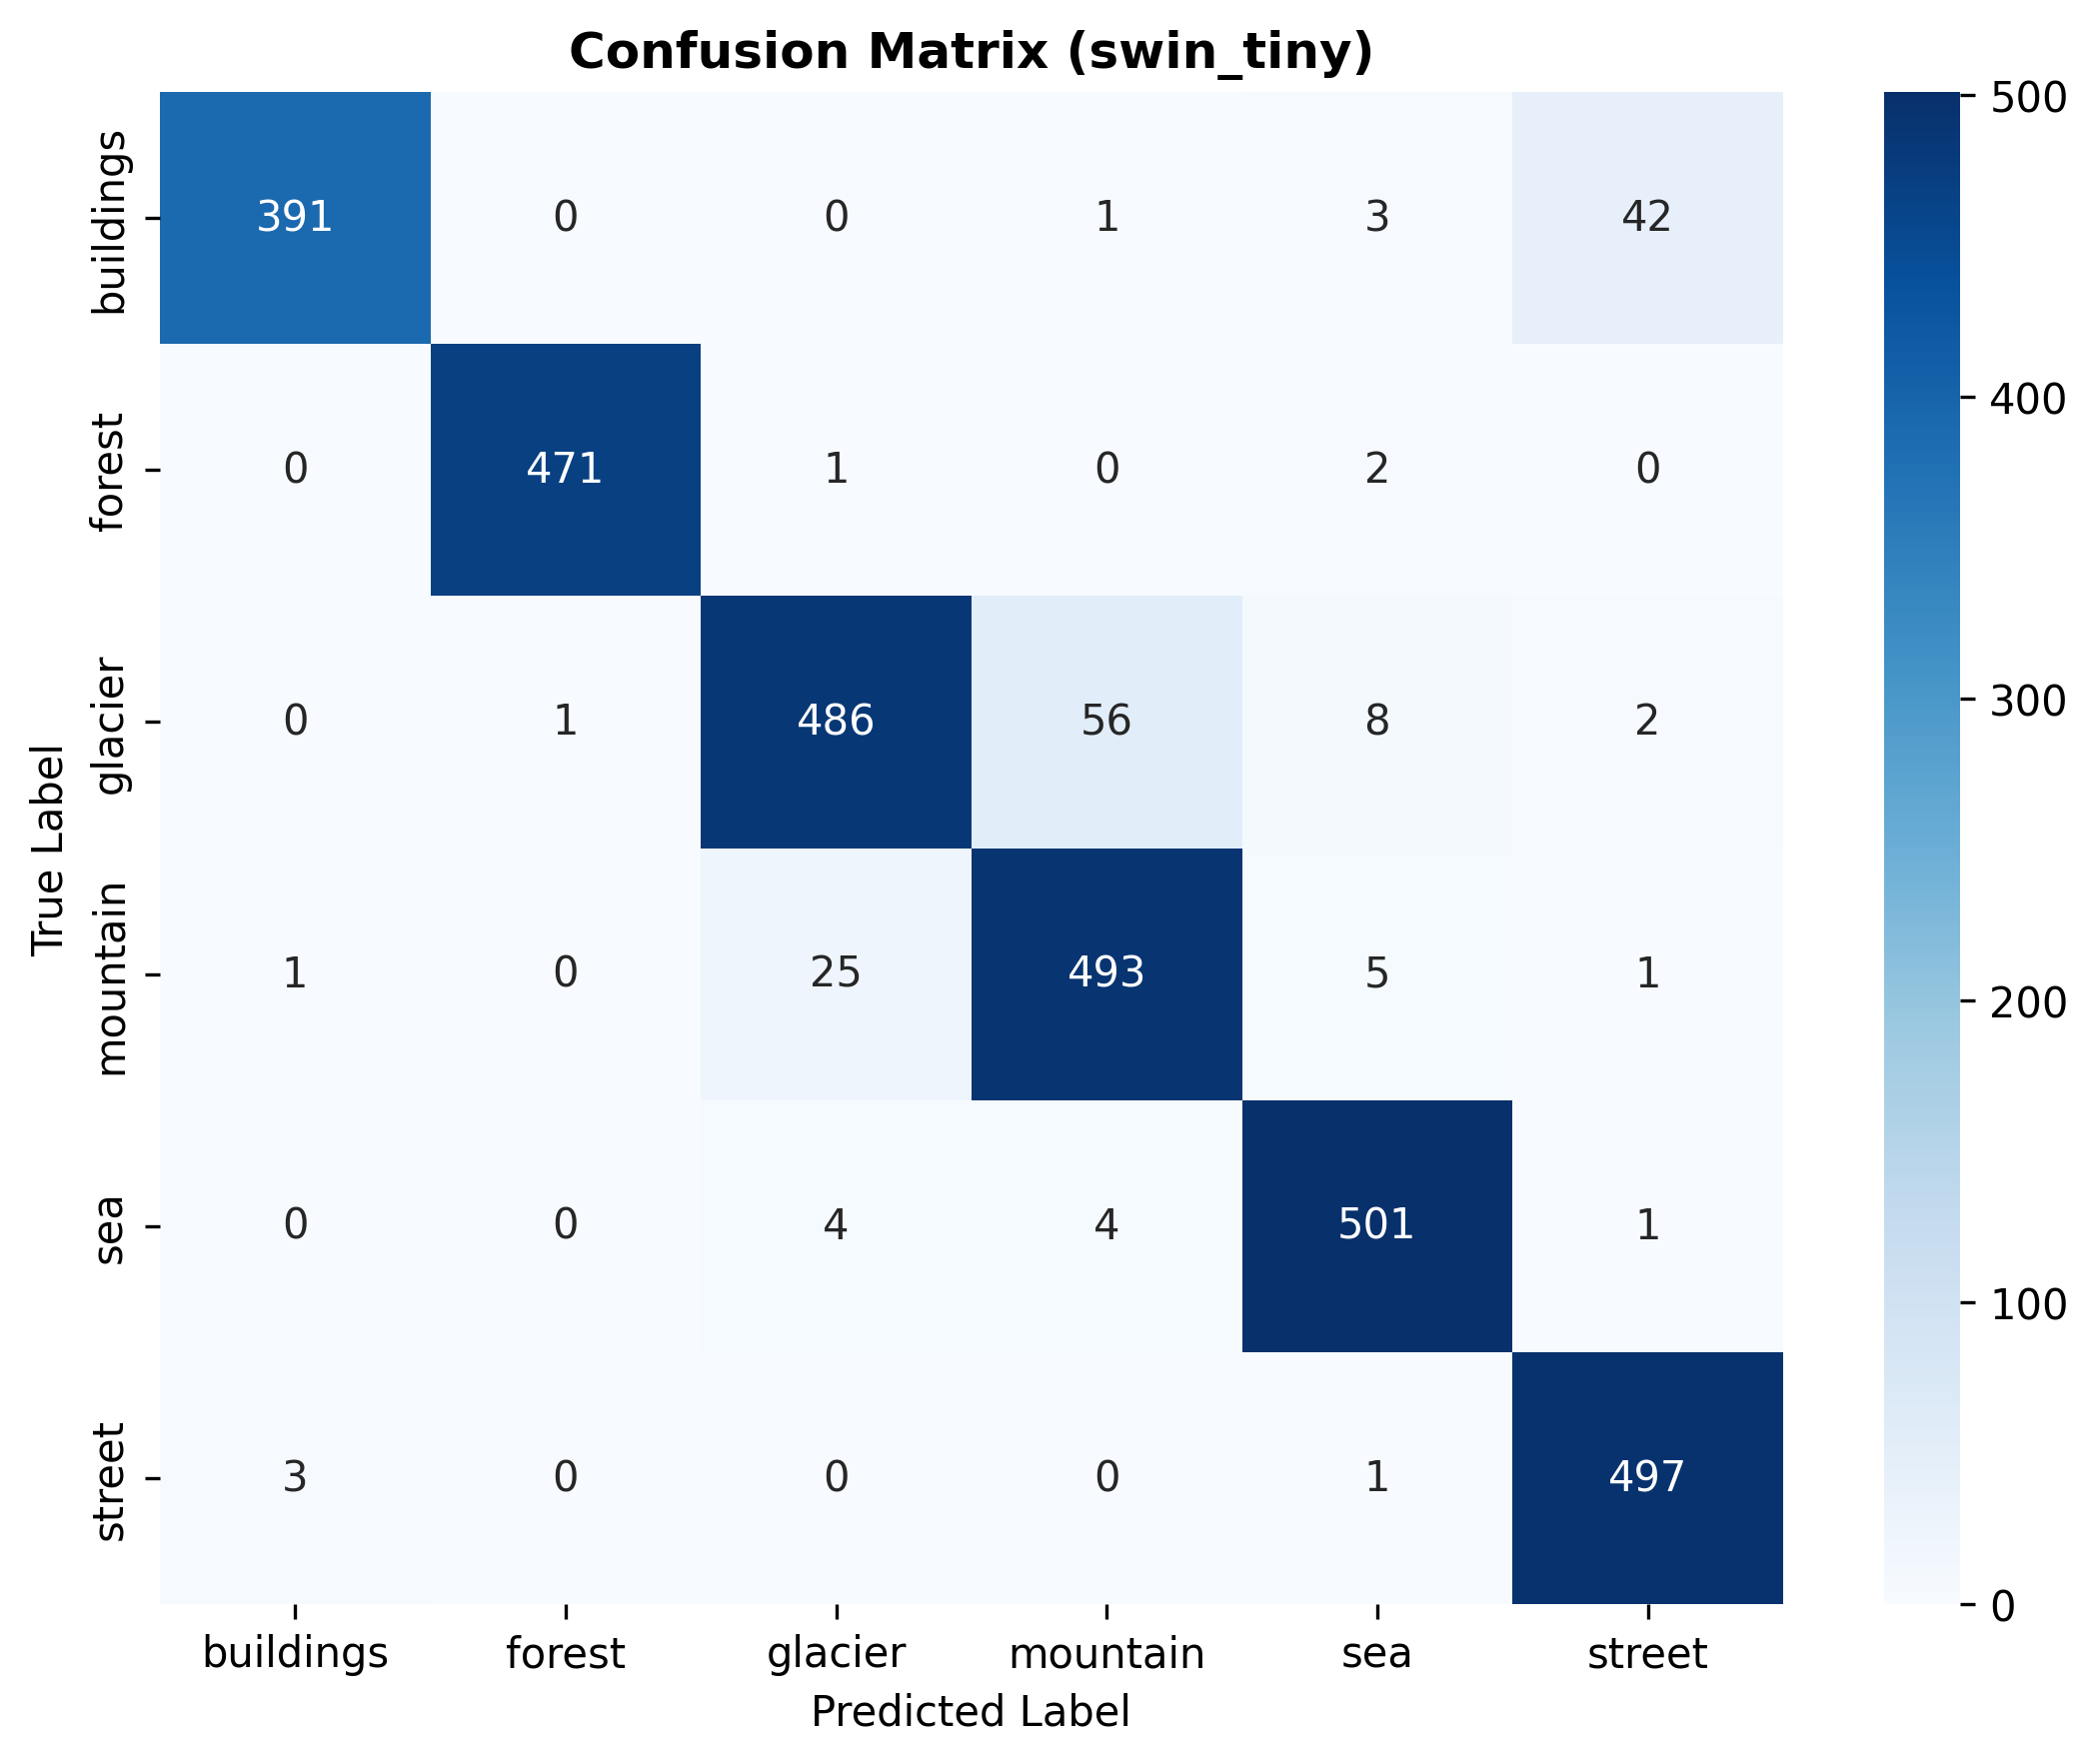 Confusion Matrix (swin_tiny)
True Label
buildings 391 0 0 1 3 42
forest 0 471 1 0 2 0
glacier 0 1 486 56 8 2
mountain 1 0 25 493 5 1
sea 0 0 4 4 501 1
street 3 0 0 0 1 497
buildings forest glacier mountain sea street
Predicted Label
500
400
300
200
100
0